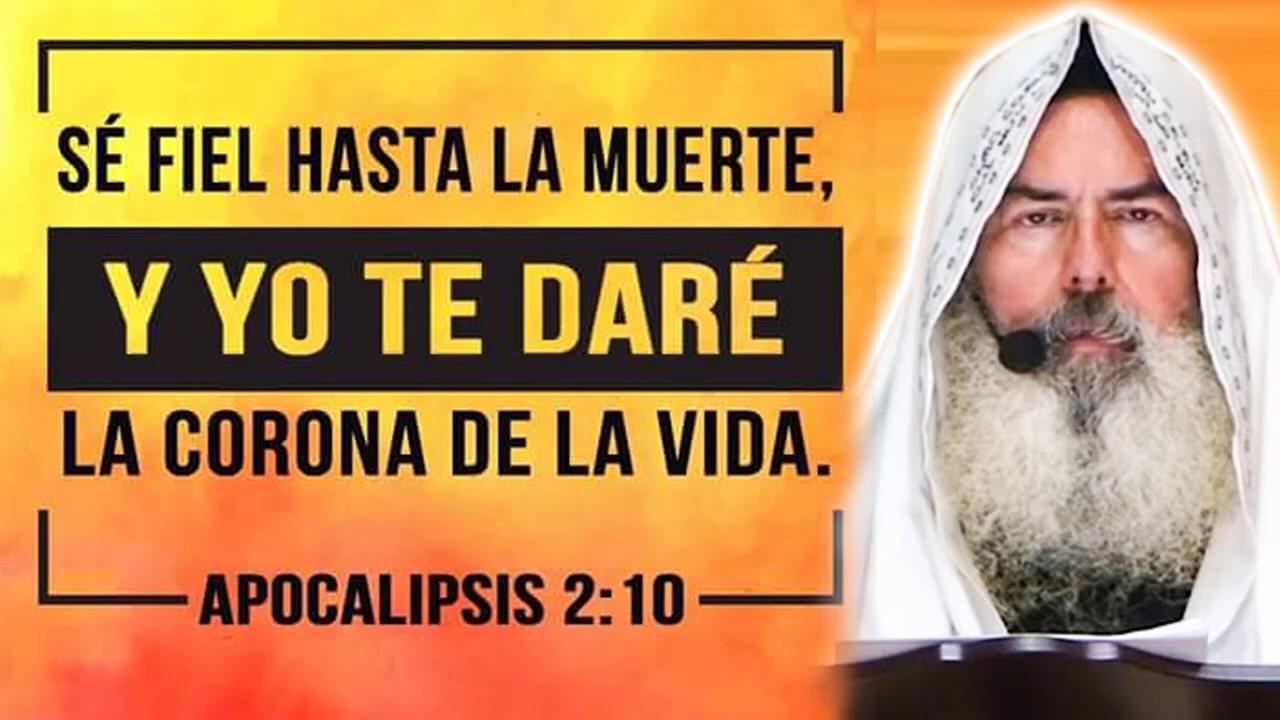 SÉ FIEL HASTA LA MUERTE,
Y YO TE DARÉ
LA CORONA DE LA VIDA.
APOCALIPSIS 2:10